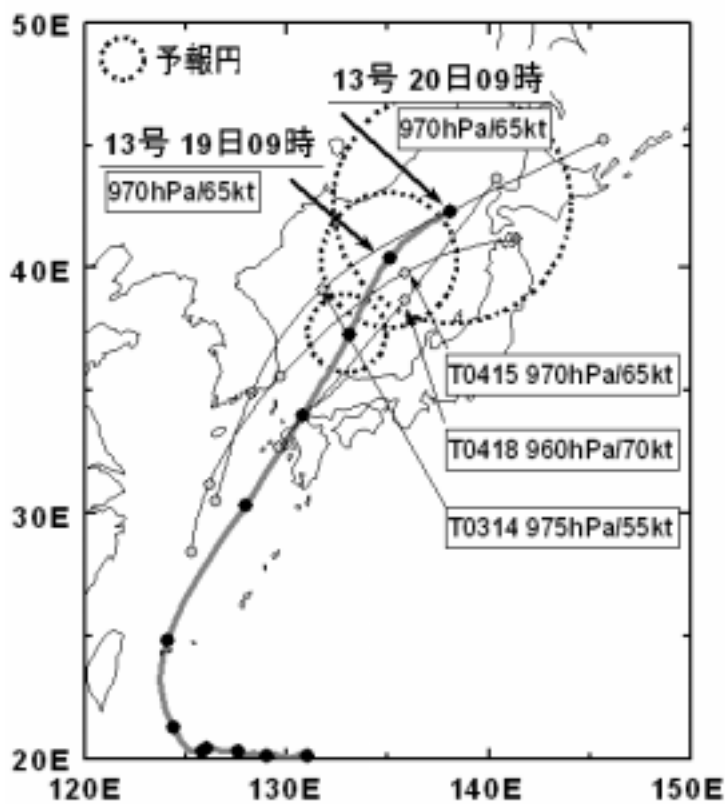 50E
予報円
13号 20日09時
970hPa/65kt
13号 19日09時
970hPa/65kt
40E
T0415 970hPa/65kt
T0418 960hPa/70kt
T0314 975hPa/55kt
30E
20E
120E 130E 140E 150E